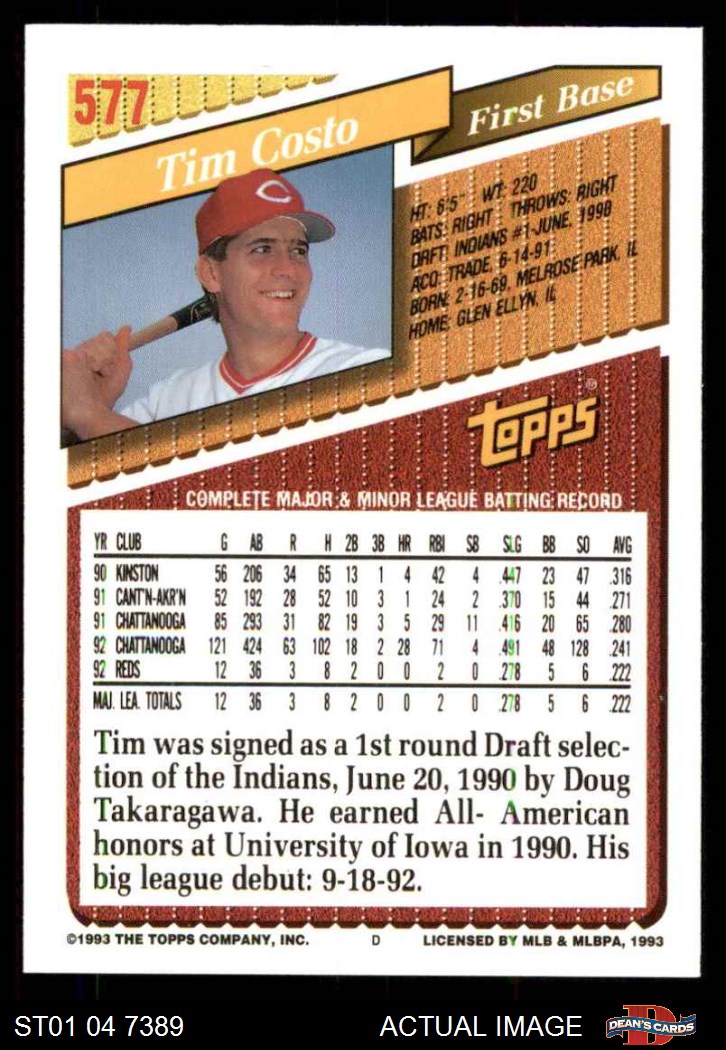 577
Tim Costo
First Base
HT: 6'5" WT: 220
BATS: RIGHT THROWS: RIGHT
DRFT: INDIANS #1-JUNE, 1990
ACQ: TRADE, 6-14-91
BORN: 2-16-69, MELROSE PARK, IL
HOME: GLEN ELLYN, IL
TOPPS®
COMPLETE MAJOR & MINOR LEAGUE BATTING RECORD
YR CLUB G AB R H 2B 3B HR RBI SB SLG BB SO AVG
90 KINSTON 56 206 34 65 13 1 4 42 4 .447 23 47 .316
91 CANT'N-AKR'N 52 192 28 52 10 3 1 24 2 .370 15 44 .271
91 CHATTANOOGA 85 293 31 82 19 3 5 29 11 .416 20 65 .280
92 CHATTANOOGA 121 424 63 102 18 2 28 71 4 .491 48 128 .241
92 REDS 12 36 3 8 2 0 0 2 0 .278 5 6 .222
MAJ. LEA. TOTALS 12 36 3 8 2 0 0 2 0 .278 5 6 .222
Tim was signed as a 1st round Draft selec-
tion of the Indians, June 20, 1990 by Doug
Takaragawa. He earned All- American
honors at University of Iowa in 1990. His
big league debut: 9-18-92.
©1993 THE TOPPS COMPANY, INC. D LICENSED BY MLB & MLBPA, 1993
ST01 04 7389 ACTUAL IMAGE D DEAN'S CARDS